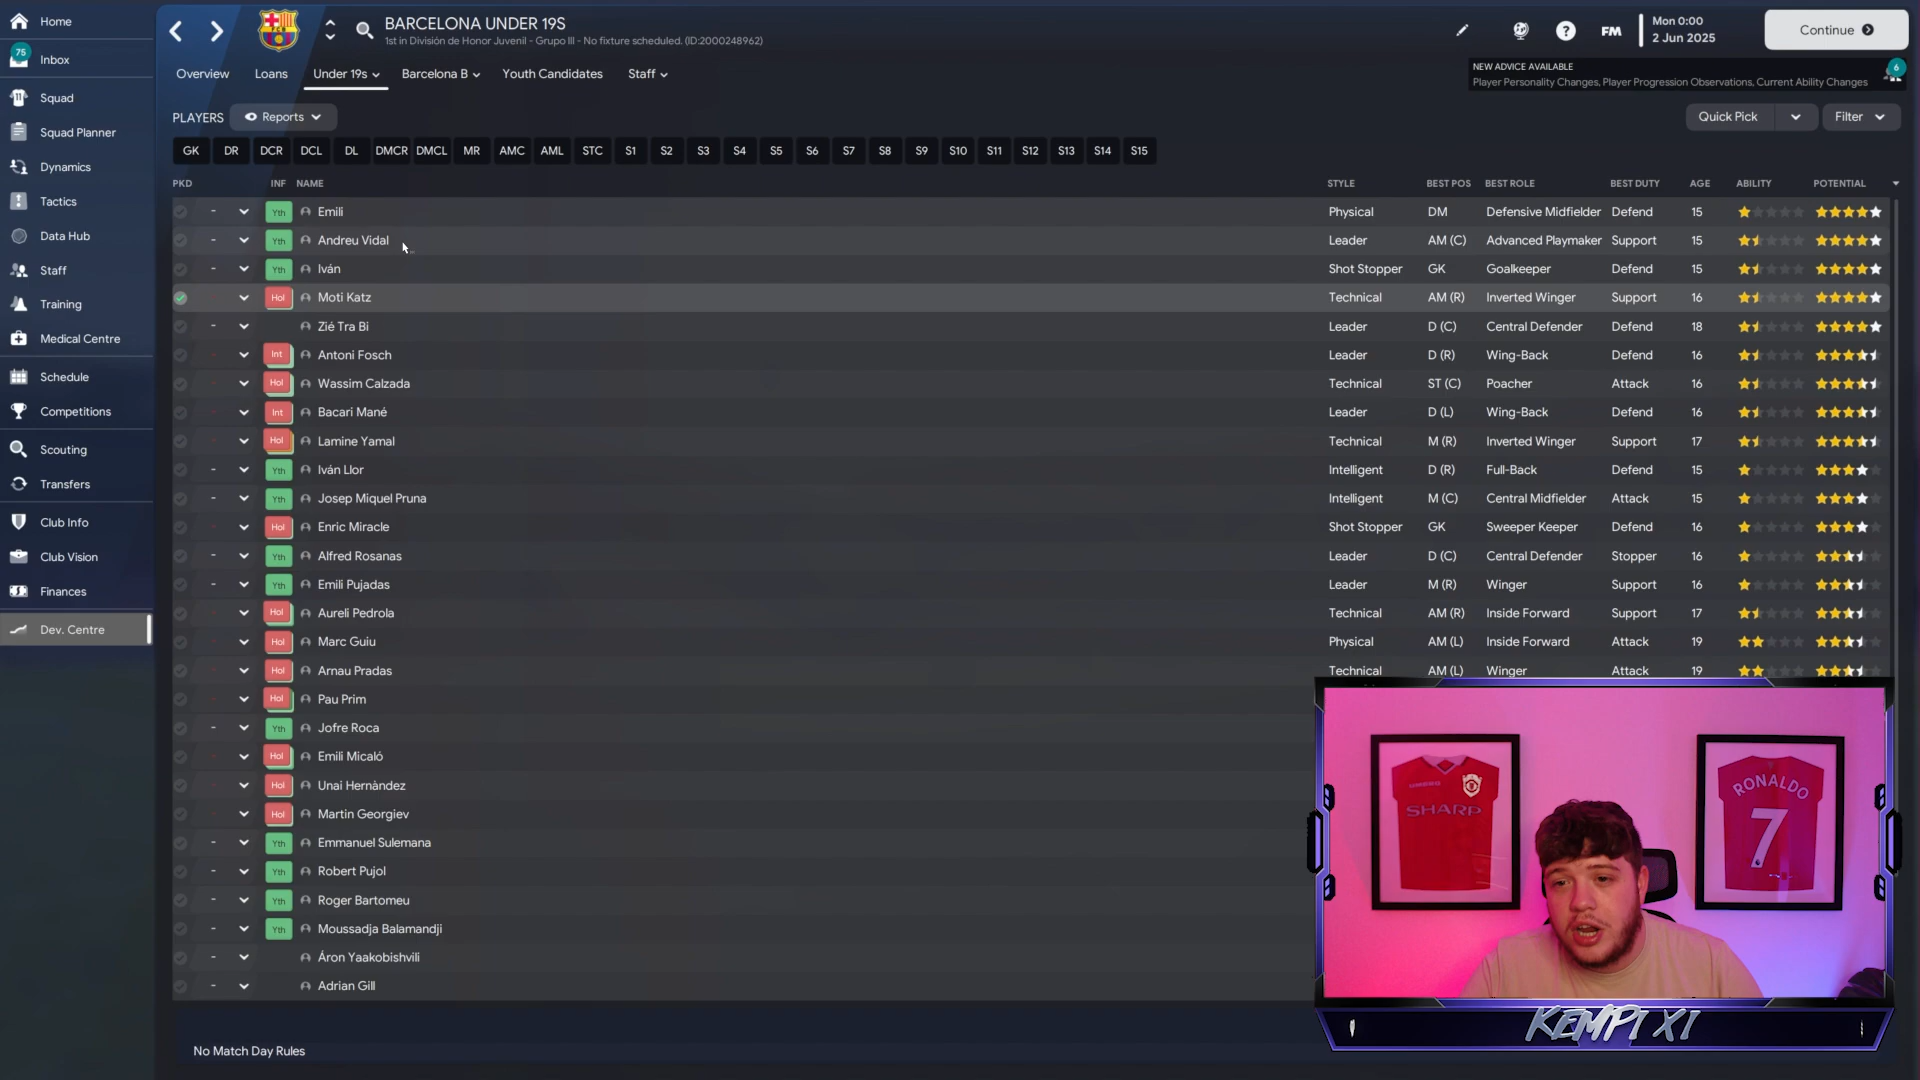 Home
BARCELONA UNDER 19S
1st in División de Honor Juvenil - Grupo III - No fixture scheduled. (ID:2000248962)
FM
Mon 0:00
2 Jun 2025
Continue
75
Inbox
Overview Loans Under 19s Barcelona B Youth Candidates Staff
NEW ADVICE AVAILABLE
Player Personality Changes, Player Progression Observations, Current Ability Changes
6
Squad
Squad Planner
Dynamics
Tactics
Data Hub
Staff
Training
Medical Centre
Schedule
Competitions
Scouting
Transfers
Club Info
Club Vision
Finances
Dev. Centre
PLAYERS Reports Quick Pick Filter
GK DR DCR DCL DL DMCR DMCL MR AMC AML STC S1 S2 S3 S4 S5 S6 S7 S8 S9 S10 S11 S12 S13 S14 S15
PKD INF NAME STYLE BEST POS BEST ROLE BEST DUTY AGE ABILITY POTENTIAL
- Yth Emili Physical DM Defensive Midfielder Defend 15
- Yth Andreu Vidal Leader AM (C) Advanced Playmaker Support 15
- Yth Iván Shot Stopper GK Goalkeeper Defend 15
Hol Moti Katz Technical AM (R) Inverted Winger Support 16
- Zié Tra Bi Leader D (C) Central Defender Defend 18
Int Antoni Fosch Leader D (R) Wing-Back Defend 16
Hol Wassim Calzada Technical ST (C) Poacher Attack 16
Int Bacari Mané Leader D (L) Wing-Back Defend 16
Hol Lamine Yamal Technical M (R) Inverted Winger Support 17
- Yth Iván Llor Intelligent D (R) Full-Back Defend 15
- Yth Josep Miquel Pruna Intelligent M (C) Central Midfielder Attack 15
Hol Enric Miracle Shot Stopper GK Sweeper Keeper Defend 16
- Yth Alfred Rosanas Leader D (C) Central Defender Stopper 16
- Yth Emili Pujadas Leader M (R) Winger Support 16
Hol Aureli Pedrola Technical AM (R) Inside Forward Support 17
Hol Marc Guiu Physical AM (L) Inside Forward Attack 19
Hol Arnau Pradas Technical AM (L) Winger Attack 19
Hol Pau Prim
- Yth Jofre Roca
Hol Emili Micaló
Hol Unai Hernández
Hol Martin Georgiev
- Yth Emmanuel Sulemana
- Yth Robert Pujol
- Yth Roger Bartomeu
- Yth Moussadja Balamandji
- Áron Yaakobishvili
- Adrian Gill
No Match Day Rules
UMBRO
SHARP
RONALDO
7
KEMPI XI